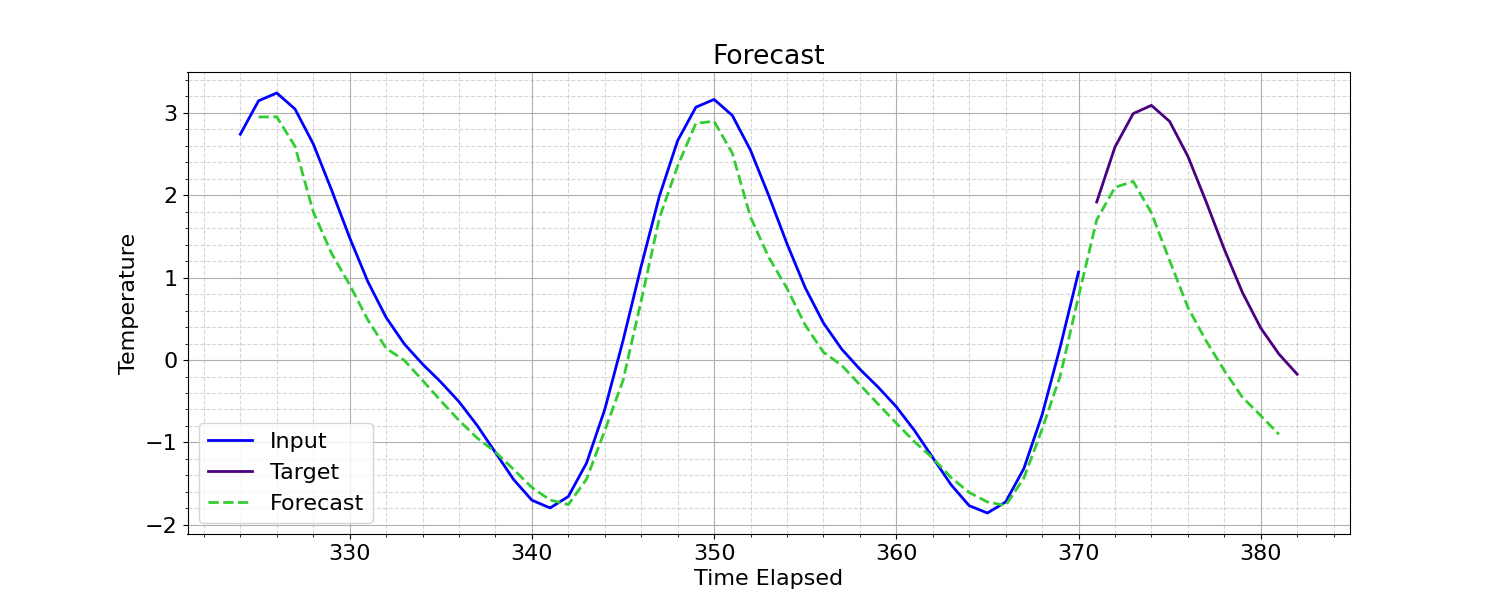 Forecast
Temperature
3
2
1
0
−1
−2
Input
Target
Forecast
330 340 350 360 370 380
Time Elapsed